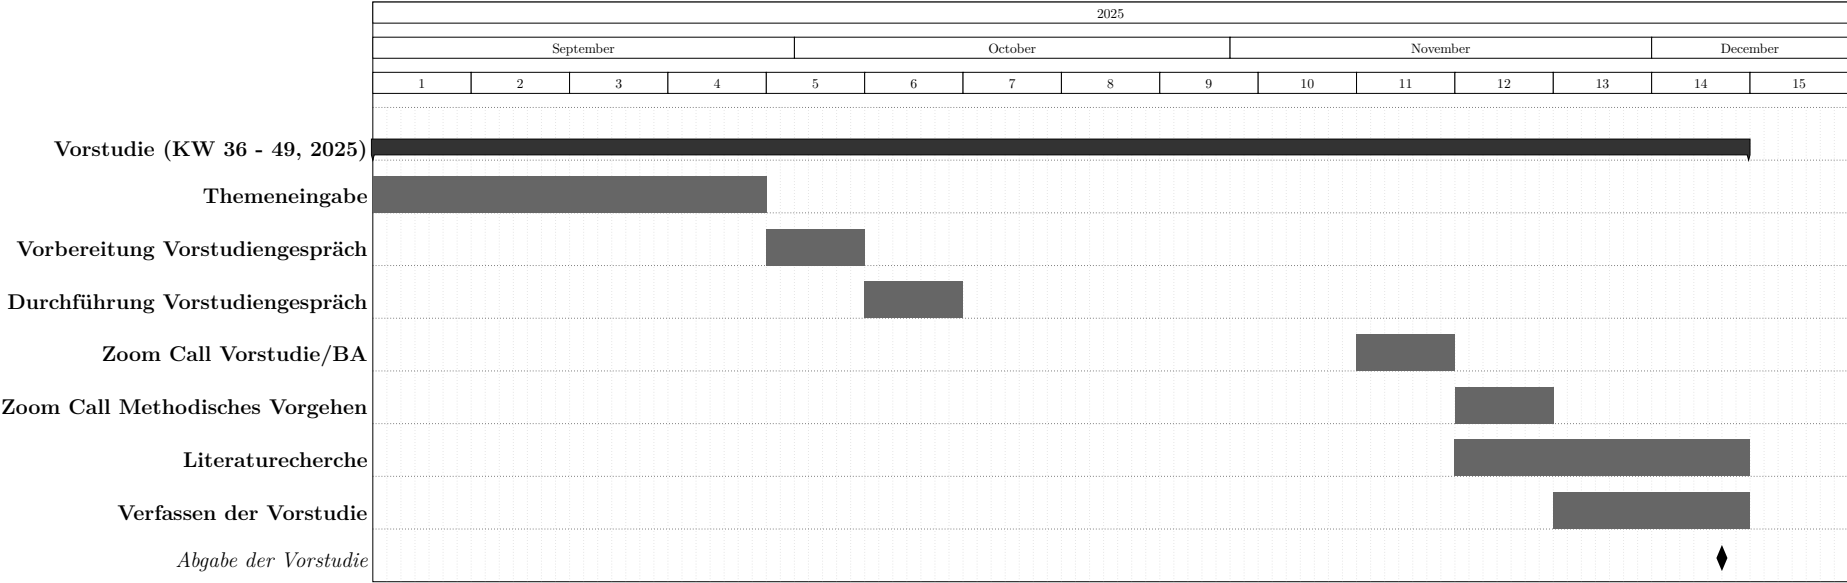 2025
September October November December
1 2 3 4 5 6 7 8 9 10 11 12 13 14 15
Vorstudie (KW 36 - 49, 2025)
Themeneingabe
Vorbereitung Vorstudiengespräch
Durchführung Vorstudiengespräch
Zoom Call Vorstudie/BA
Zoom Call Methodisches Vorgehen
Literaturecherche
Verfassen der Vorstudie
Abgabe der Vorstudie